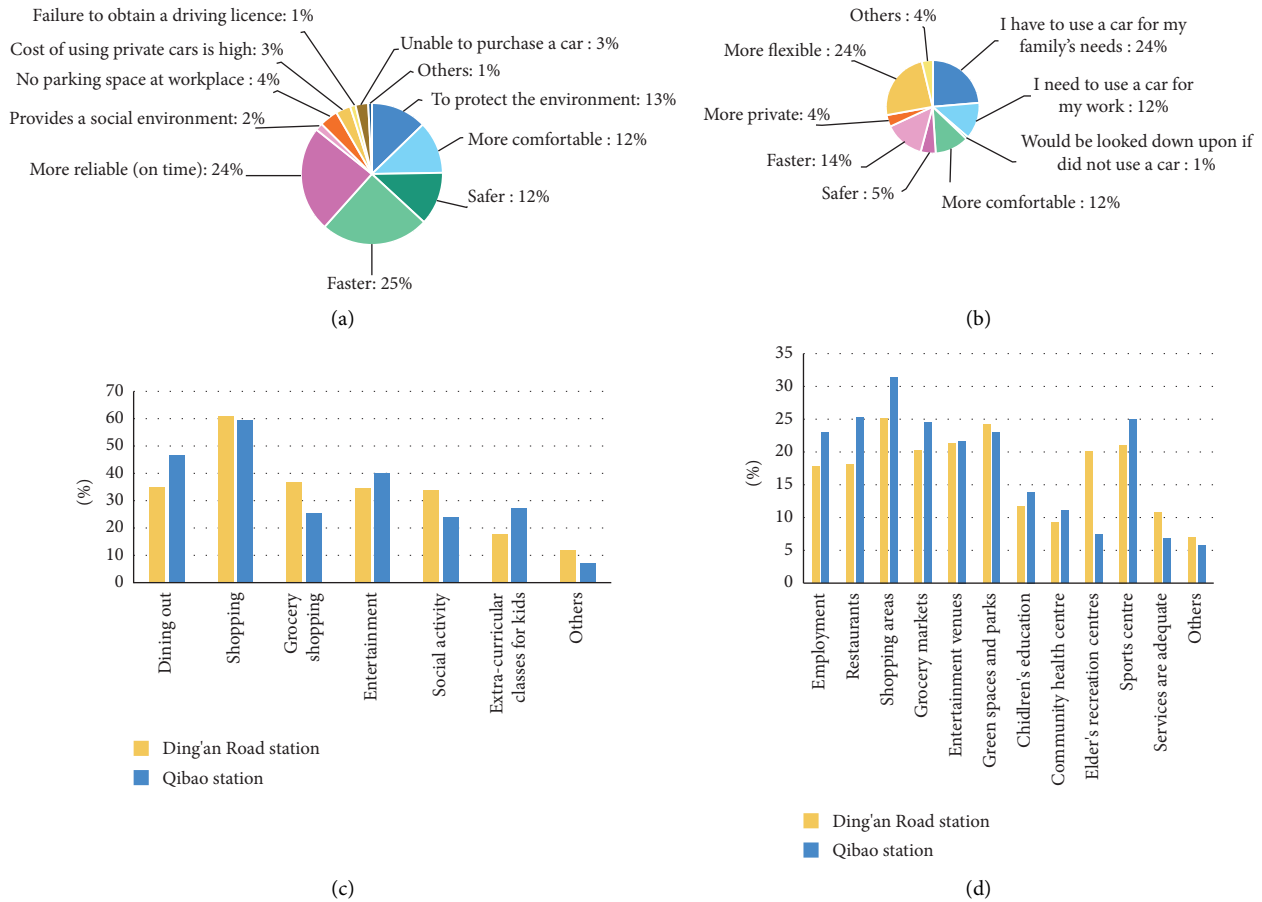 Failure to obtain a driving licence: 1%
Cost of using private cars is high: 3%
No parking space at workplace : 4%
Provides a social environment: 2%
More reliable (on time): 24%
Unable to purchase a car : 3%
Others: 1%
To protect the environment: 13%
More comfortable : 12%
Safer : 12%
Faster: 25%
(a)
Others : 4%
More flexible : 24%
More private: 4%
Faster: 14%
Safer : 5%
I have to use a car for my
family’s needs : 24%
I need to use a car for
my work : 12%
Would be looked down upon if
did not use a car : 1%
More comfortable : 12%
(b)
70
60
50
40
30
20
10
0
(%)
Dining out
Shopping
Grocery
shopping
Entertainment
Social activity
Extra-curricular
classes for kids
Others
Ding'an Road station
Qibao station
(c)
35
30
25
20
15
10
5
0
(%)
Employment
Restaurants
Shopping areas
Grocery markets
Entertainment venues
Green spaces and parks
Chidlren's education
Community health centre
Elder's recreation centres
Sports centre
Services are adequate
Others
Ding'an Road station
Qibao station
(d)